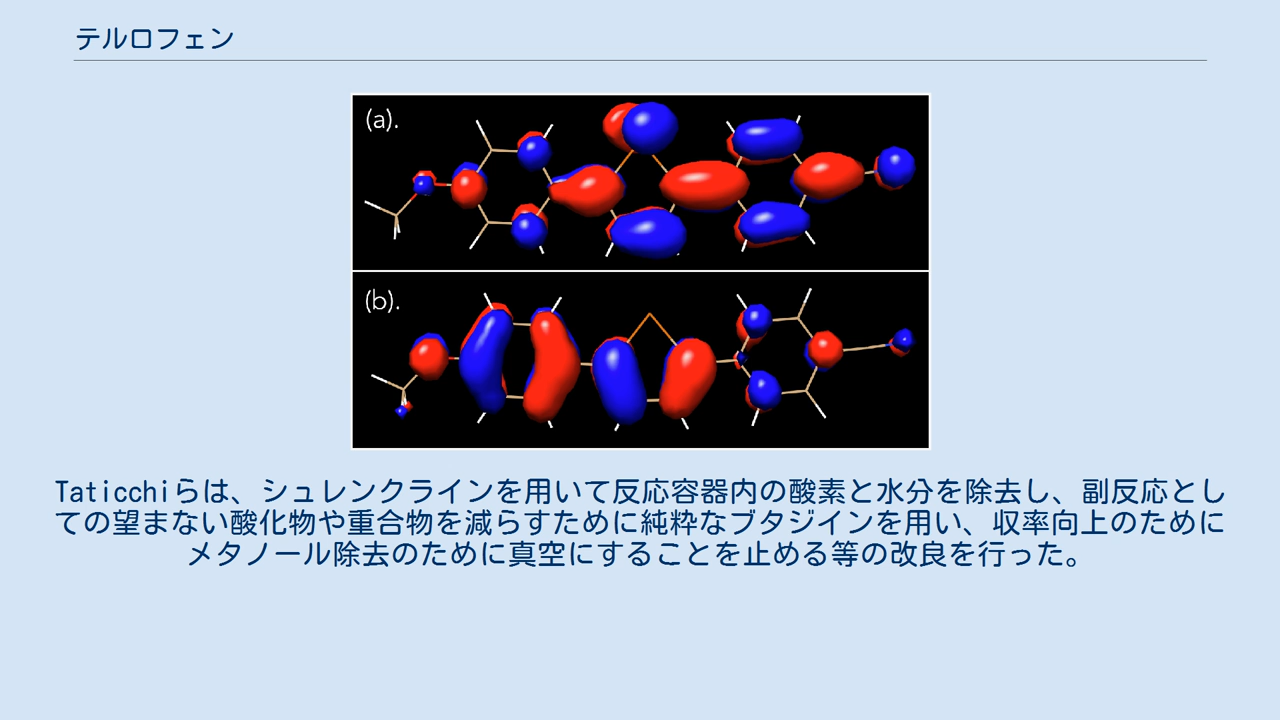 テルロフェン
(a).
(b).
Taticchiらは、シュレンクラインを用いて反応容器内の酸素と水分を除去し、副反応とし
ての望まない酸化物や重合物を減らすために純粋なブタジインを用い、収率向上のために
メタノール除去のために真空にすることを止める等の改良を行った。